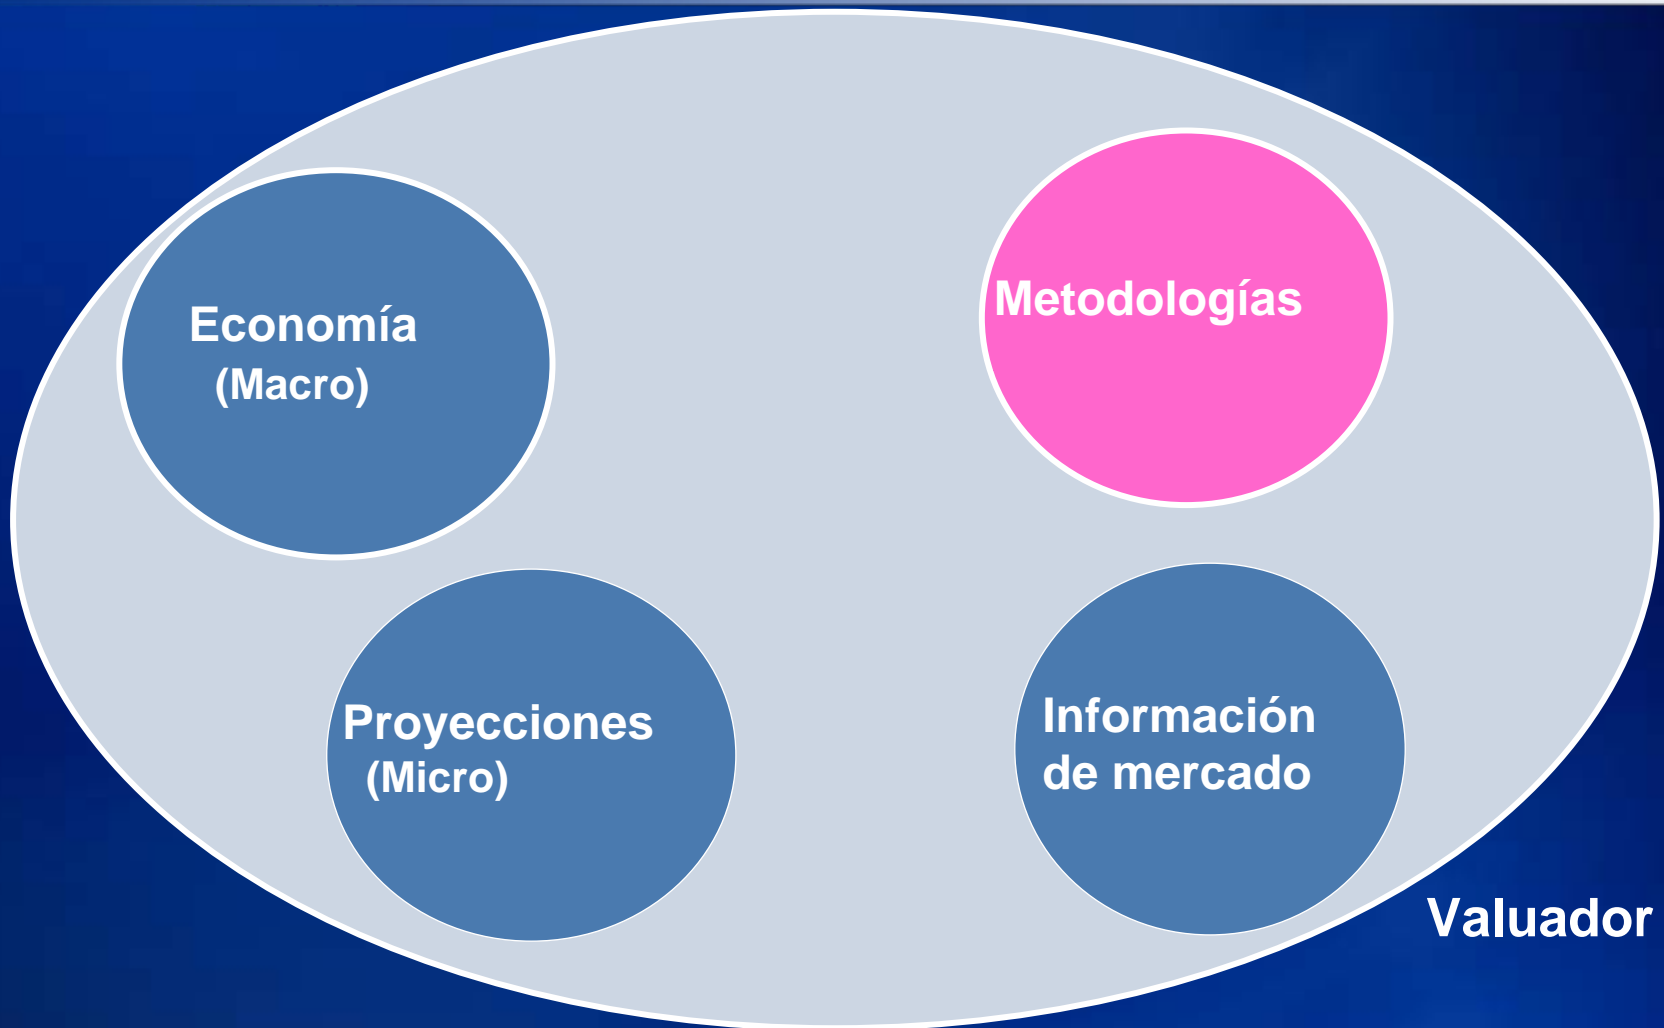 Economía
(Macro)
Metodologías
Proyecciones
(Micro)
Información
de mercado
Valuador